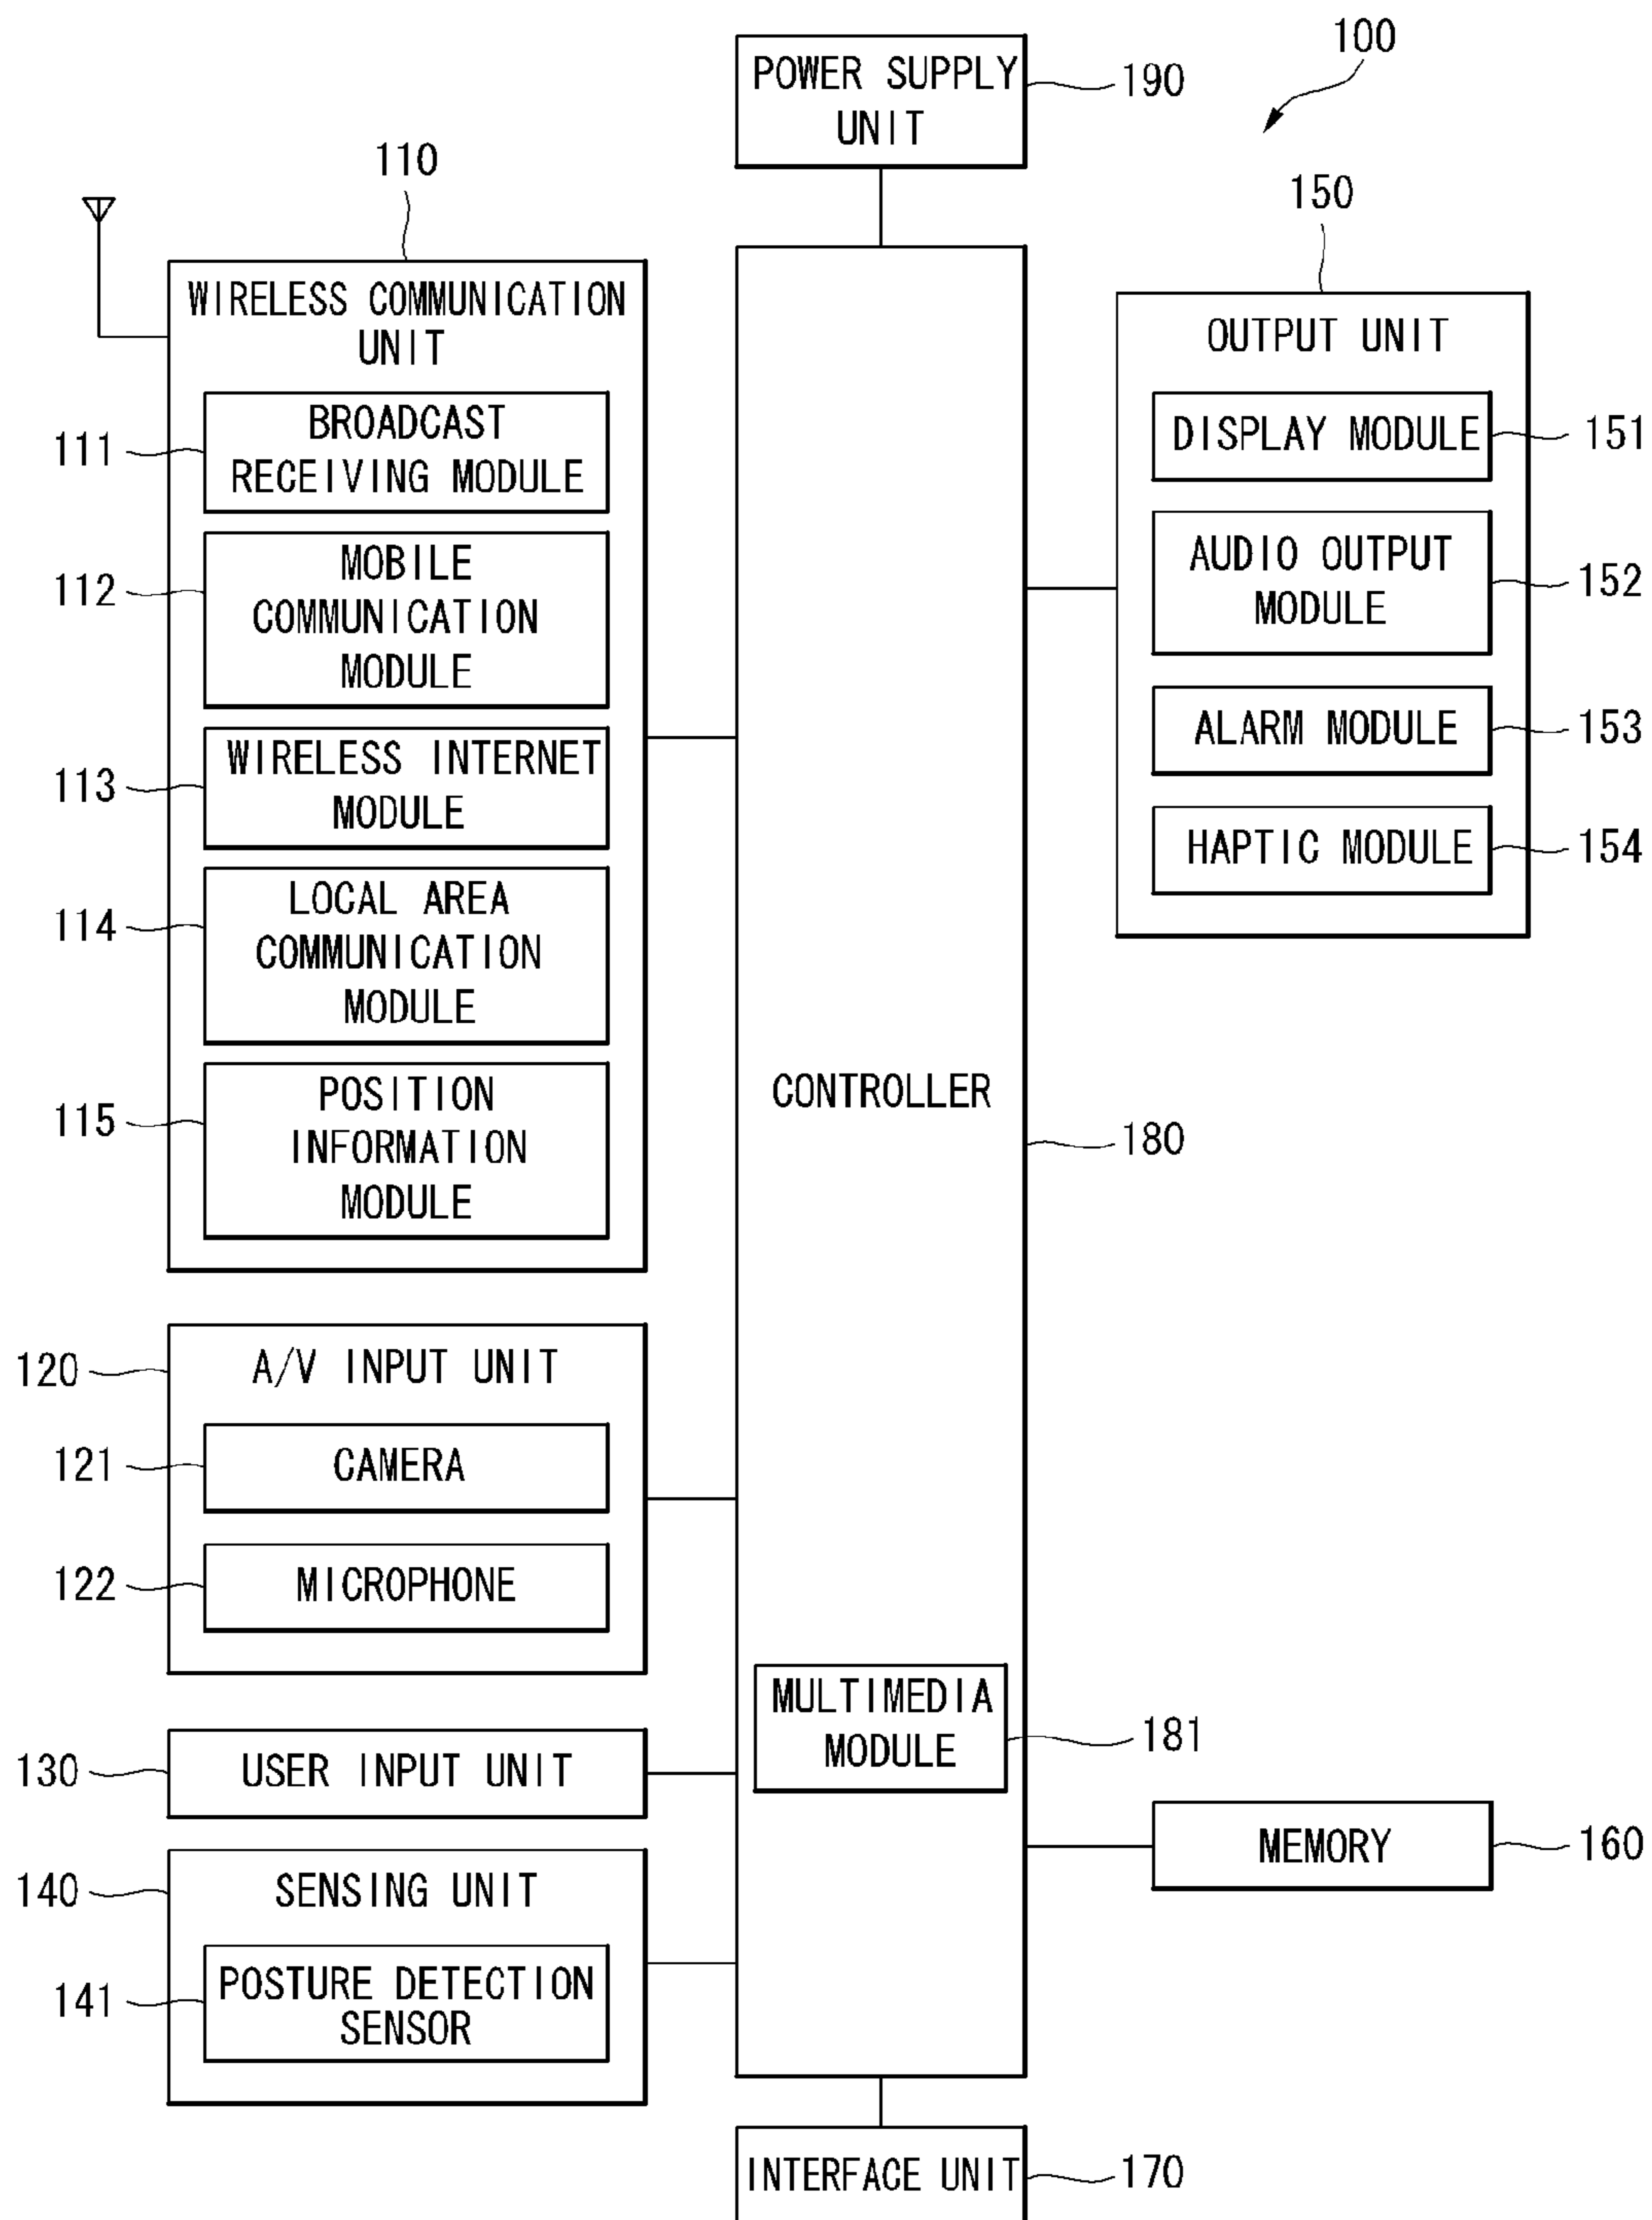 100
POWER SUPPLY
UNIT
190
110
150
WIRELESS COMMUNICATION
UNIT
OUTPUT UNIT
BROADCAST
RECEIVING MODULE
111
DISPLAY MODULE
151
MOBILE
COMMUNICATION
MODULE
112
AUDIO OUTPUT
MODULE
152
WIRELESS INTERNET
MODULE
113
ALARM MODULE
153
HAPTIC MODULE
154
LOCAL AREA
COMMUNICATION
MODULE
114
POSITION
INFORMATION
MODULE
115
CONTROLLER
180
120
A/V INPUT UNIT
121
CAMERA
122
MICROPHONE
MULTIMEDIA
MODULE
181
130
USER INPUT UNIT
MEMORY
160
140
SENSING UNIT
141
POSTURE DETECTION
SENSOR
INTERFACE UNIT
170